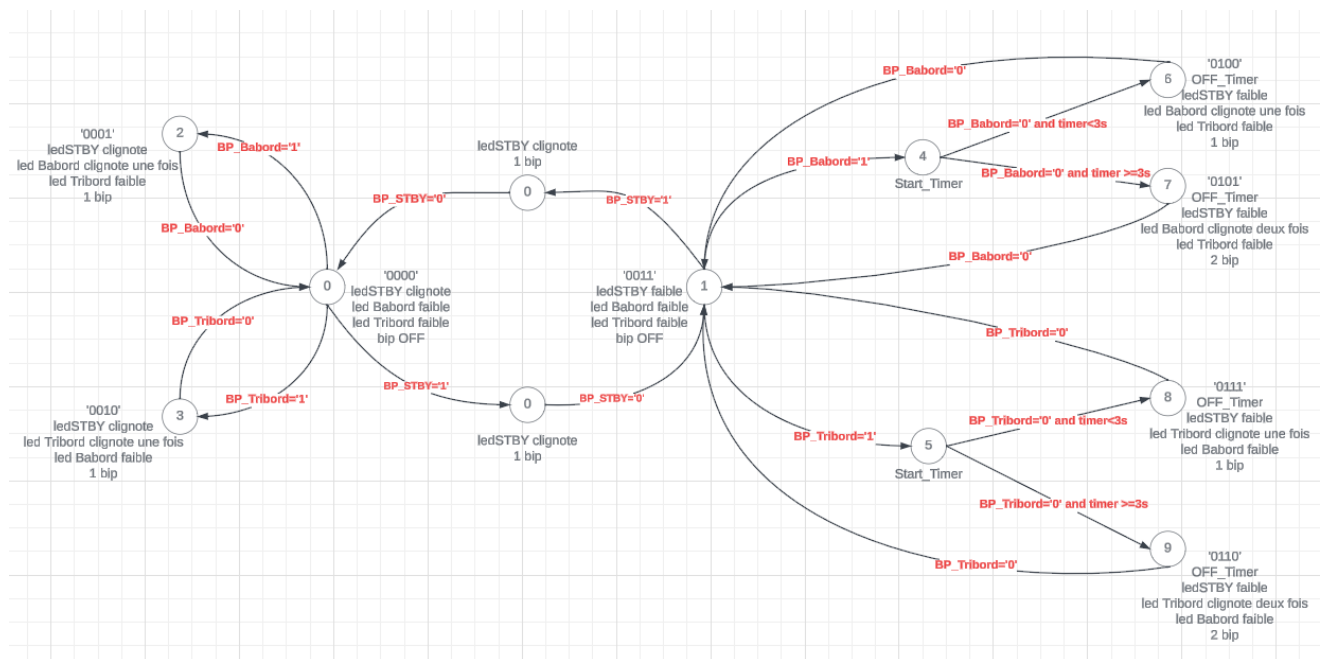 2
'0001'
ledSTBY clignote
led Babord clignote une fois
led Tribord faible
1 bip
BP_Babord='1'
BP_Babord='0'
0
'0000'
ledSTBY clignote
led Babord faible
led Tribord faible
bip OFF
BP_Tribord='0'
BP_Tribord='1'
3
'0010'
ledSTBY clignote
led Tribord clignote une fois
led Babord faible
1 bip
ledSTBY clignote
1 bip
0
BP_STBY='0'
BP_STBY='1'
BP_STBY='1'
0
BP_STBY='0'
ledSTBY clignote
1 bip
1
'0011'
ledSTBY faible
led Babord faible
led Tribord faible
bip OFF
BP_Babord='0'
BP_Babord='1'
4
Start_Timer
BP_Babord='0' and timer<3s
BP_Babord='0' and timer >=3s
6
'0100'
OFF_Timer
ledSTBY faible
led Babord clignote une fois
led Tribord faible
1 bip
7
'0101'
OFF_Timer
ledSTBY faible
led Babord clignote deux fois
led Tribord faible
2 bip
BP_Babord='0'
BP_Tribord='0'
BP_Tribord='1'
5
Start_Timer
BP_Tribord='0' and timer<3s
BP_Tribord='0' and timer >=3s
8
'0111'
OFF_Timer
ledSTBY faible
led Tribord clignote une fois
led Babord faible
1 bip
9
'0110'
OFF_Timer
ledSTBY faible
led Tribord clignote deux fois
led Babord faible
2 bip
BP_Tribord='0'